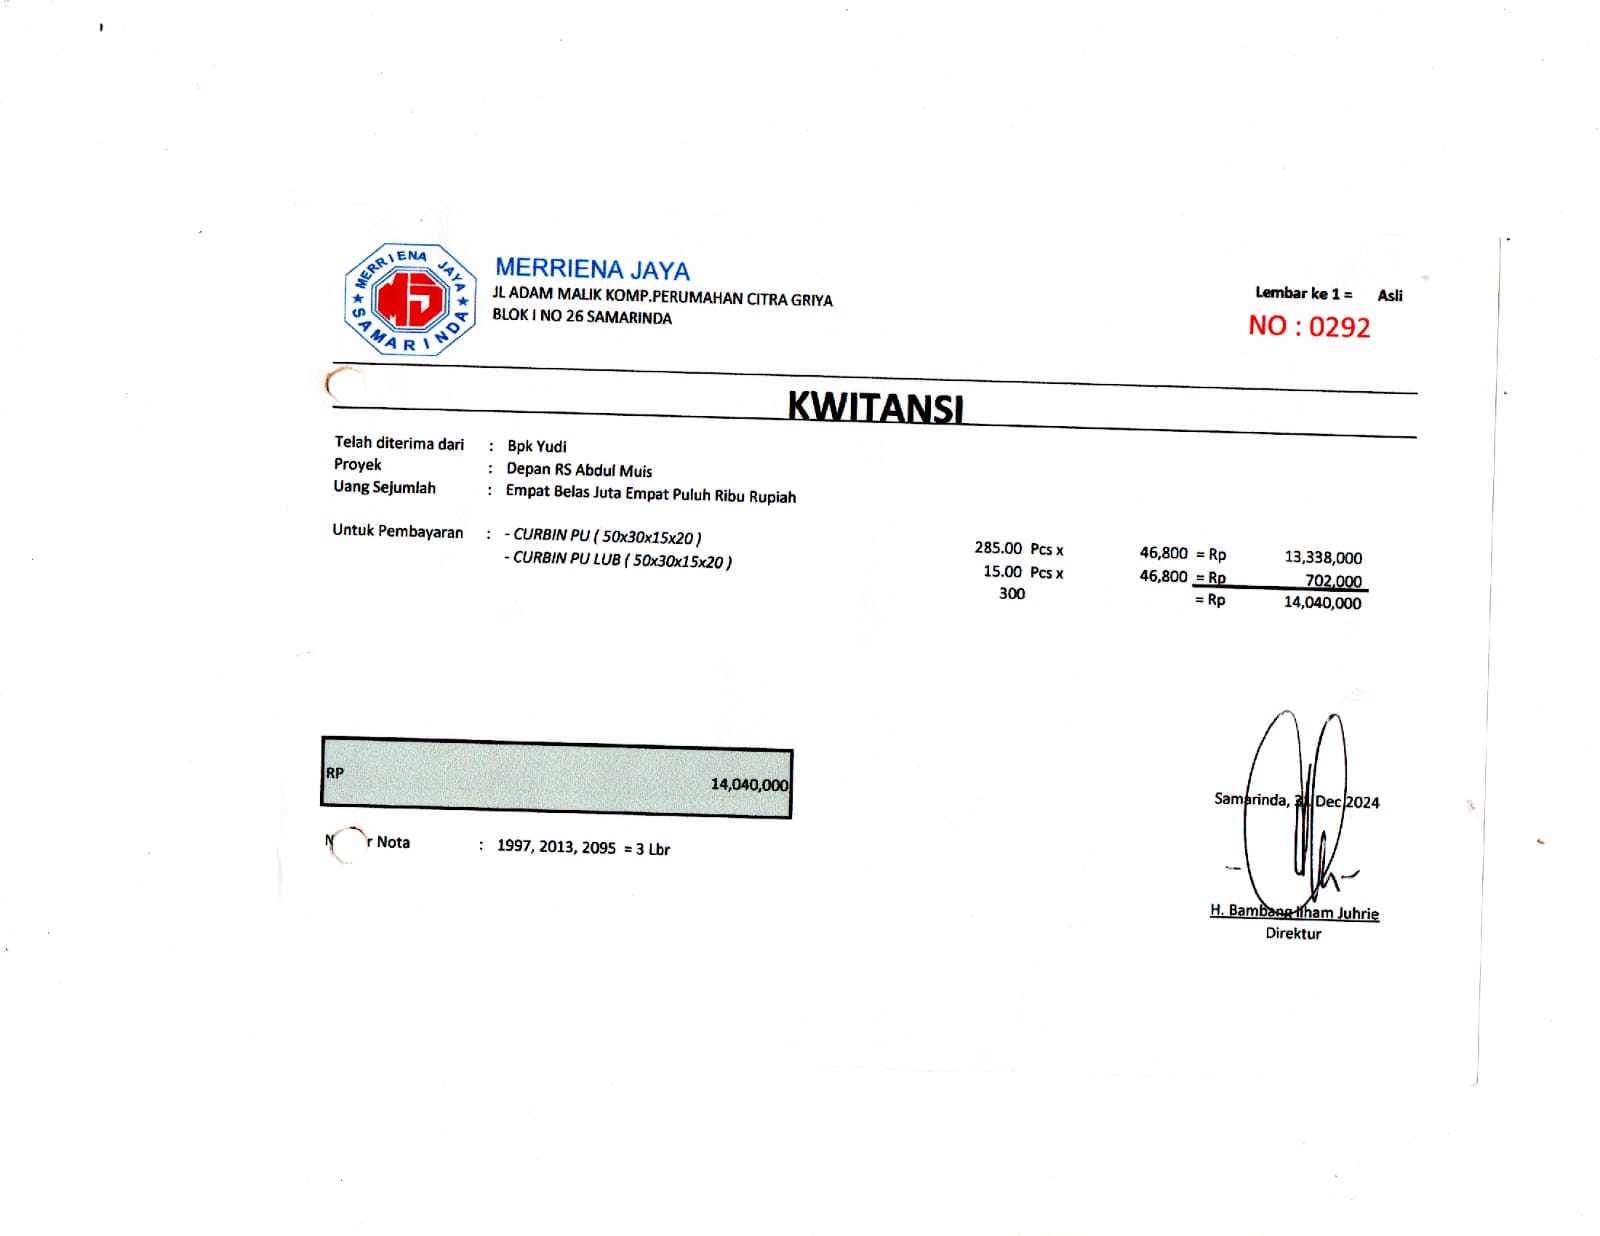 MERRIENA JAYA
SAMARINDA
MERRIENA JAYA
JL ADAM MALIK KOMP.PERUMAHAN CITRA GRIYA
BLOK I NO 26 SAMARINDA
Lembar ke 1 = Asli
NO : 0292
KWITANSI
Telah diterima dari : Bpk Yudi
Proyek : Depan RS Abdul Muis
Uang Sejumlah : Empat Belas Juta Empat Puluh Ribu Rupiah
Untuk Pembayaran : - CURBIN PU ( 50x30x15x20 ) 285.00 Pcs x 46,800 = Rp 13,338,000
- CURBIN PU LUB ( 50x30x15x20 ) 15.00 Pcs x 46,800 = Rp 702,000
300 = Rp 14,040,000
RP 14,040,000
Nota : 1997, 2013, 2095 = 3 Lbr
Samarinda, Dec 2024
H. Bambang Ilham Juhrie
Direktur